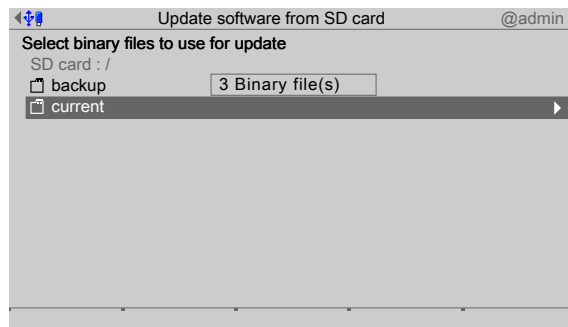 Update software from SD card @admin
Select binary files to use for update
SD card : /
backup 3 Binary file(s)
current